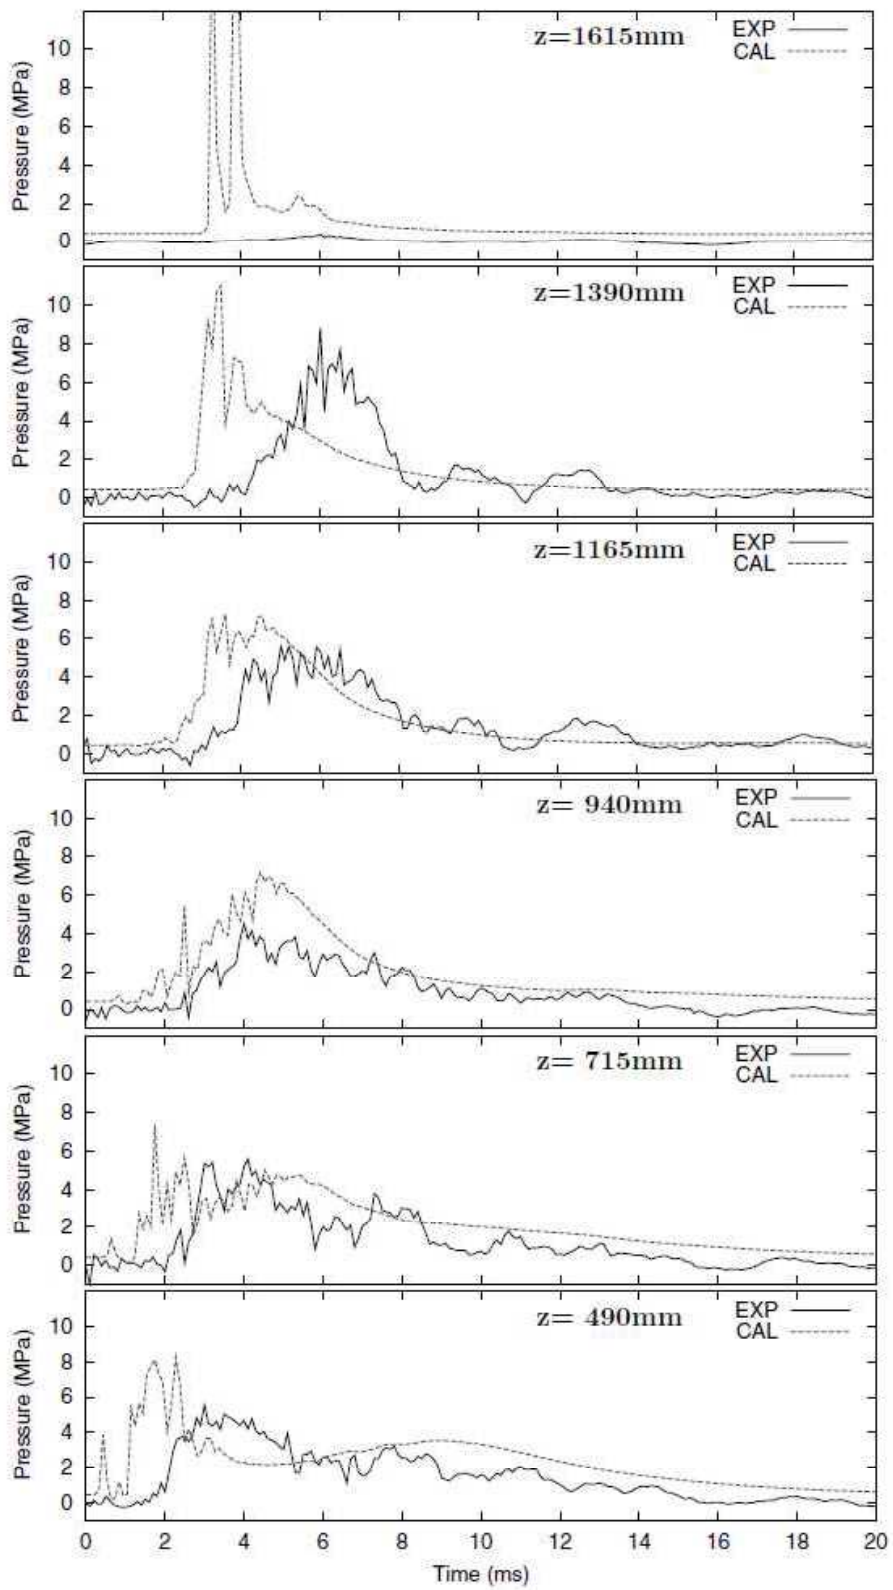 z=1615mm
EXP
CAL
Pressure (MPa)
10
8
6
4
2
0
z=1390mm
EXP
CAL
Pressure (MPa)
10
8
6
4
2
0
z=1165mm
EXP
CAL
Pressure (MPa)
10
8
6
4
2
0
z= 940mm
EXP
CAL
Pressure (MPa)
10
8
6
4
2
0
z= 715mm
EXP
CAL
Pressure (MPa)
10
8
6
4
2
0
z= 490mm
EXP
CAL
Pressure (MPa)
10
8
6
4
2
0
0 2 4 6 8 10 12 14 16 18 20
Time (ms)